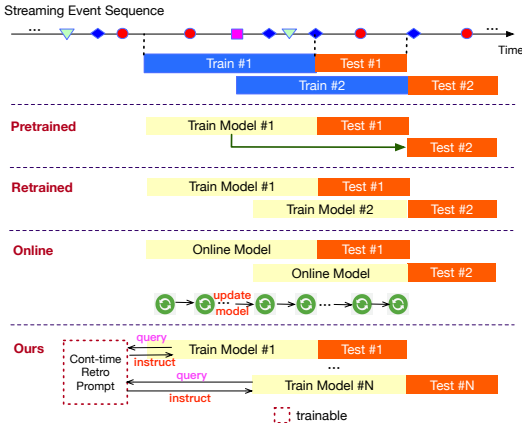 Streaming Event Sequence
... ...
Time
Train #1 Test #1
Train #2 Test #2
Pretrained Train Model #1 Test #1
Test #2
Retrained Train Model #1 Test #1
Train Model #2 Test #2
Online Online Model Test #1
Online Model Test #2
... update model ...
Ours
query
Train Model #1 Test #1
instruct
...
Cont-time Retro Prompt
query
Train Model #N Test #N
instruct
trainable